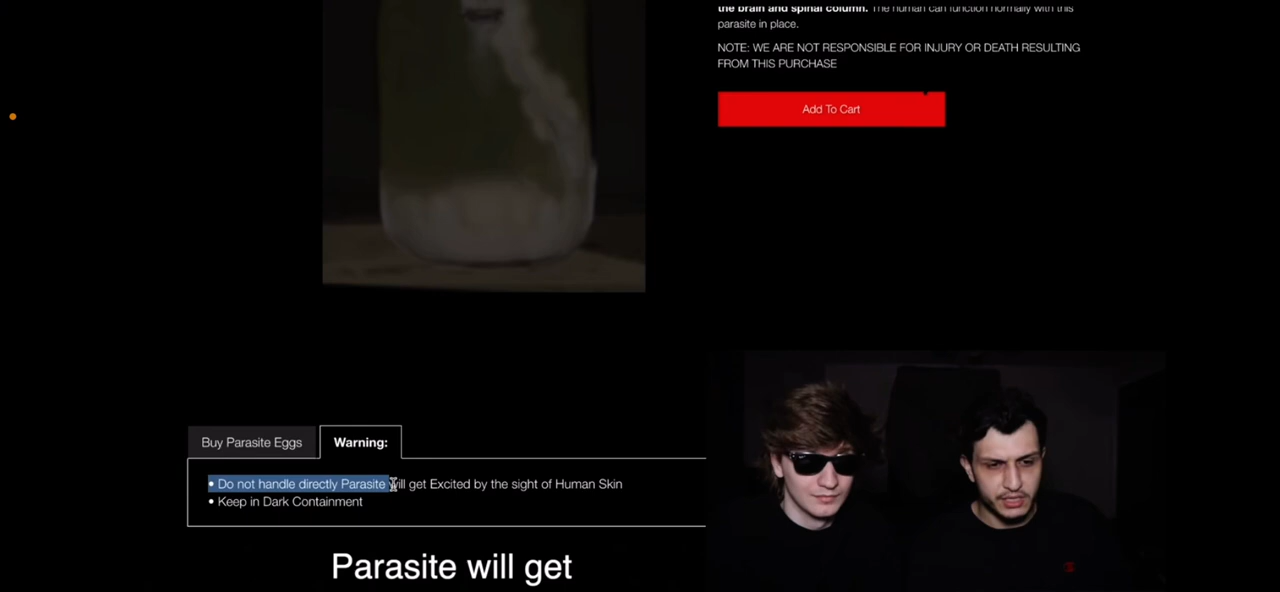 the brain and spinal column. The human can function normally with this
parasite in place.
NOTE: WE ARE NOT RESPONSIBLE FOR INJURY OR DEATH RESULTING
FROM THIS PURCHASE
Add To Cart
Buy Parasite Eggs
Warning:
• Do not handle directly Parasite will get Excited by the sight of Human Skin
• Keep in Dark Containment
Parasite will get